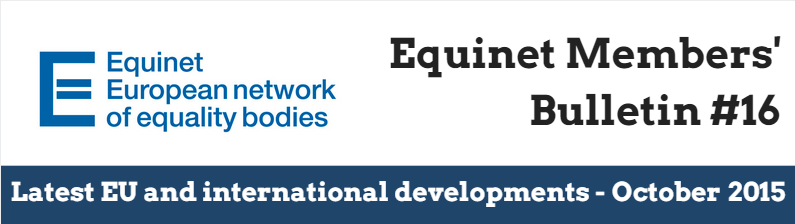 Equinet
European network
of equality bodies
Equinet Members'
Bulletin #16
Latest EU and international developments - October 2015